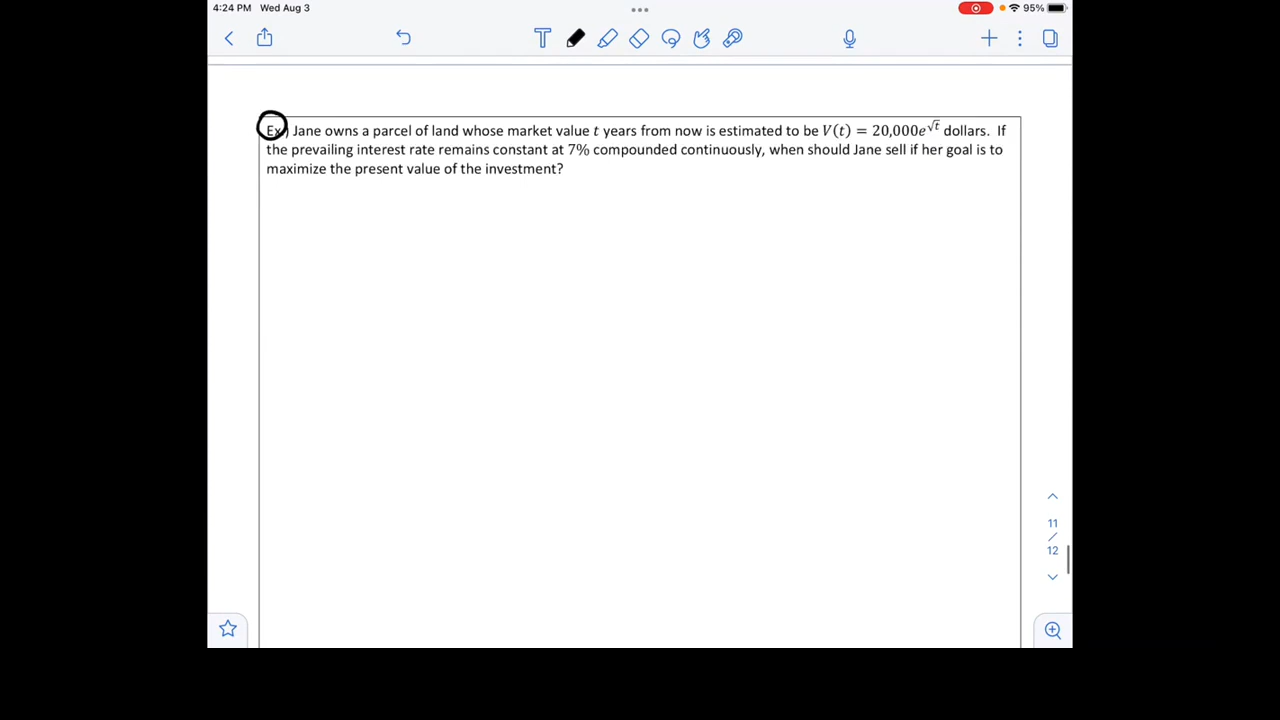 4:24 PM Wed Aug 3
95%
T
Ex) Jane owns a parcel of land whose market value t years from now is estimated to be V(t) = 20,000e^√t dollars. If
the prevailing interest rate remains constant at 7% compounded continuously, when should Jane sell if her goal is to
maximize the present value of the investment?
11
/
12